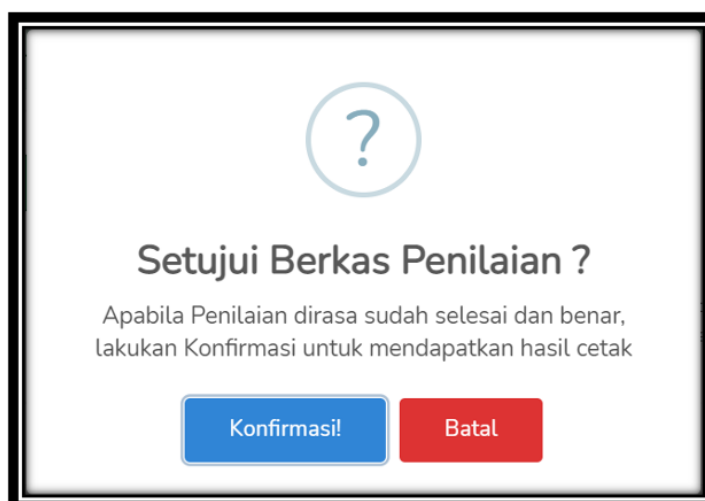 ?
Setujui Berkas Penilaian ?
Apabila Penilaian dirasa sudah selesai dan benar,
lakukan Konfirmasi untuk mendapatkan hasil cetak
Konfirmasi! Batal